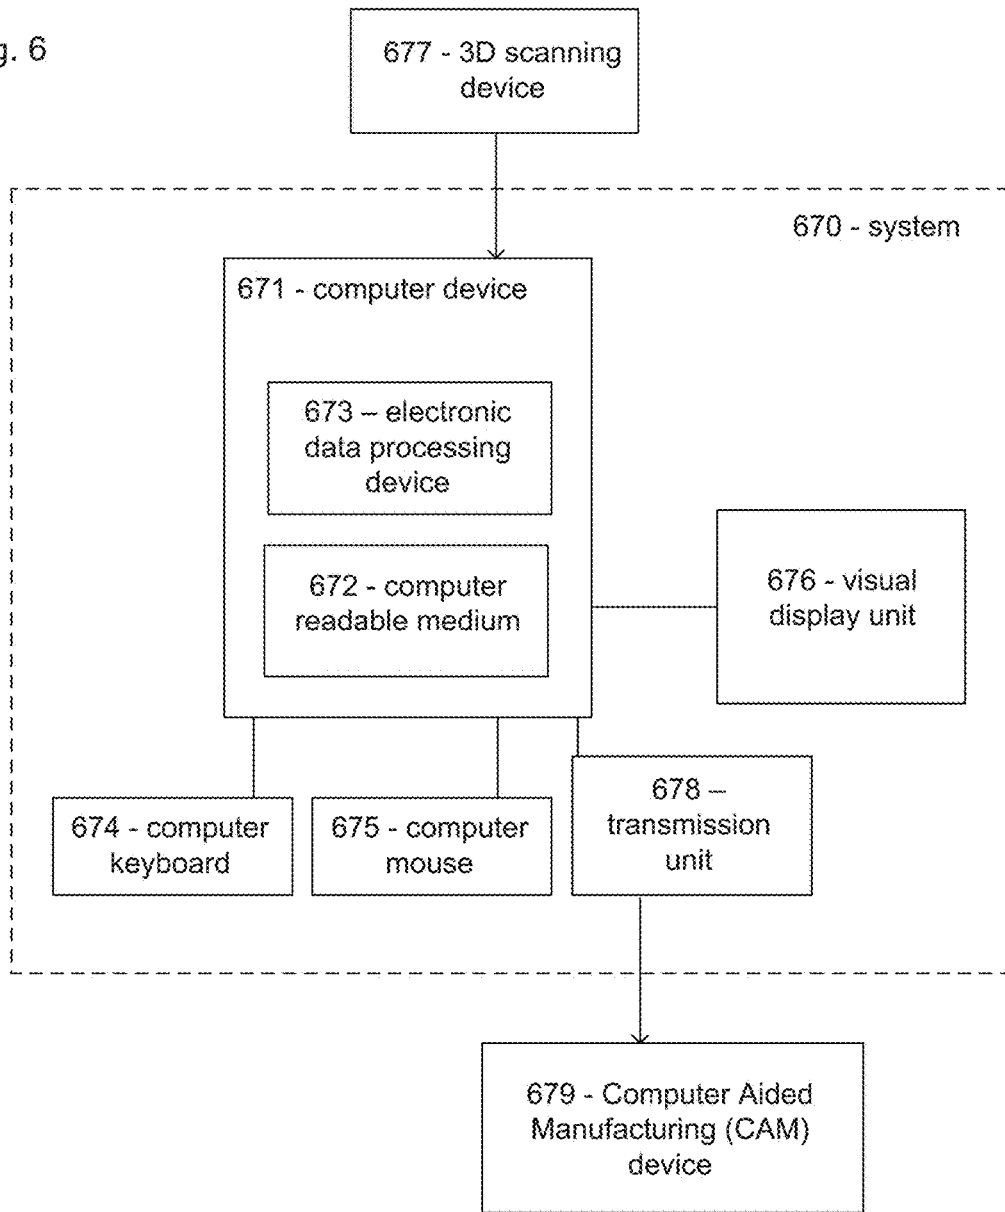 g. 6
677 - 3D scanning
device
670 - system
671 - computer device
673 – electronic
data processing
device
672 - computer
readable medium
676 - visual
display unit
674 - computer
keyboard
675 - computer
mouse
678 –
transmission
unit
679 - Computer Aided
Manufacturing (CAM)
device